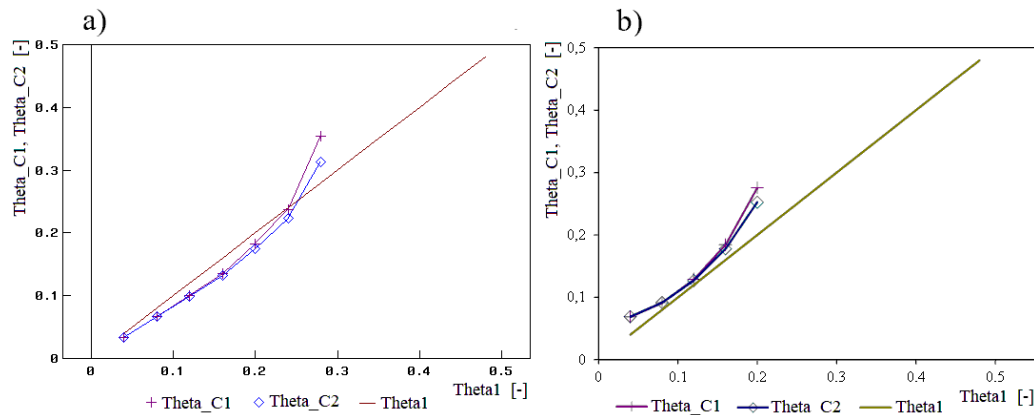 a)
Theta_C1, Theta_C2 [-]
0.5
0.4
0.3
0.2
0.1
0
0 0.1 0.2 0.3 0.4 0.5
Theta1 [-]
Theta_C1 Theta_C2 Theta1
b)
Theta_C1, Theta_C2 [-]
0,5
0,4
0,3
0,2
0,1
0
0 0.1 0.2 0.3 0.4 0.5
Theta1 [-]
Theta_C1 Theta_C2 Theta1